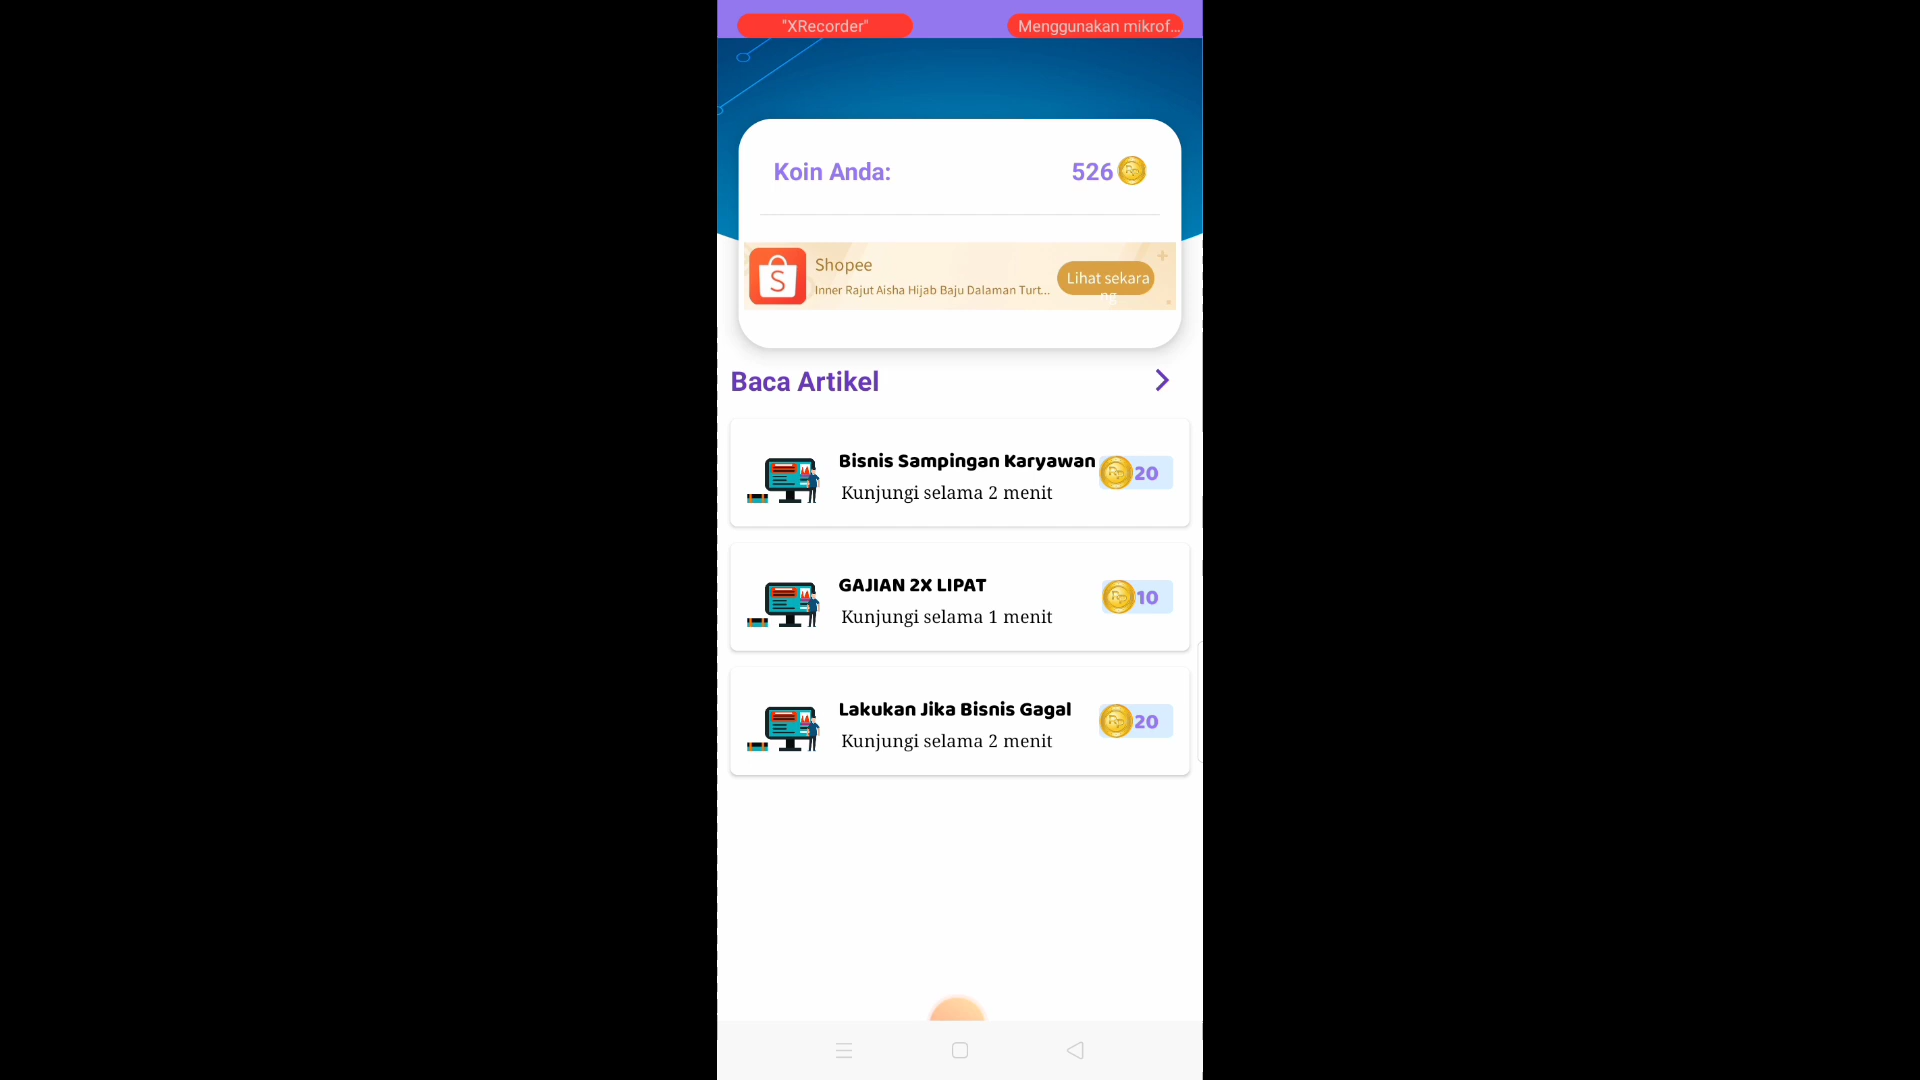 "XRecorder"
Menggunakan mikrof...
Koin Anda:
526
Shopee
Inner Rajut Aisha Hijab Baju Dalaman Turt...
Lihat sekara
ng
Baca Artikel
Bisnis Sampingan Karyawan
20
Kunjungi selama 2 menit
GAJIAN 2X LIPAT
10
Kunjungi selama 1 menit
Lakukan Jika Bisnis Gagal
20
Kunjungi selama 2 menit